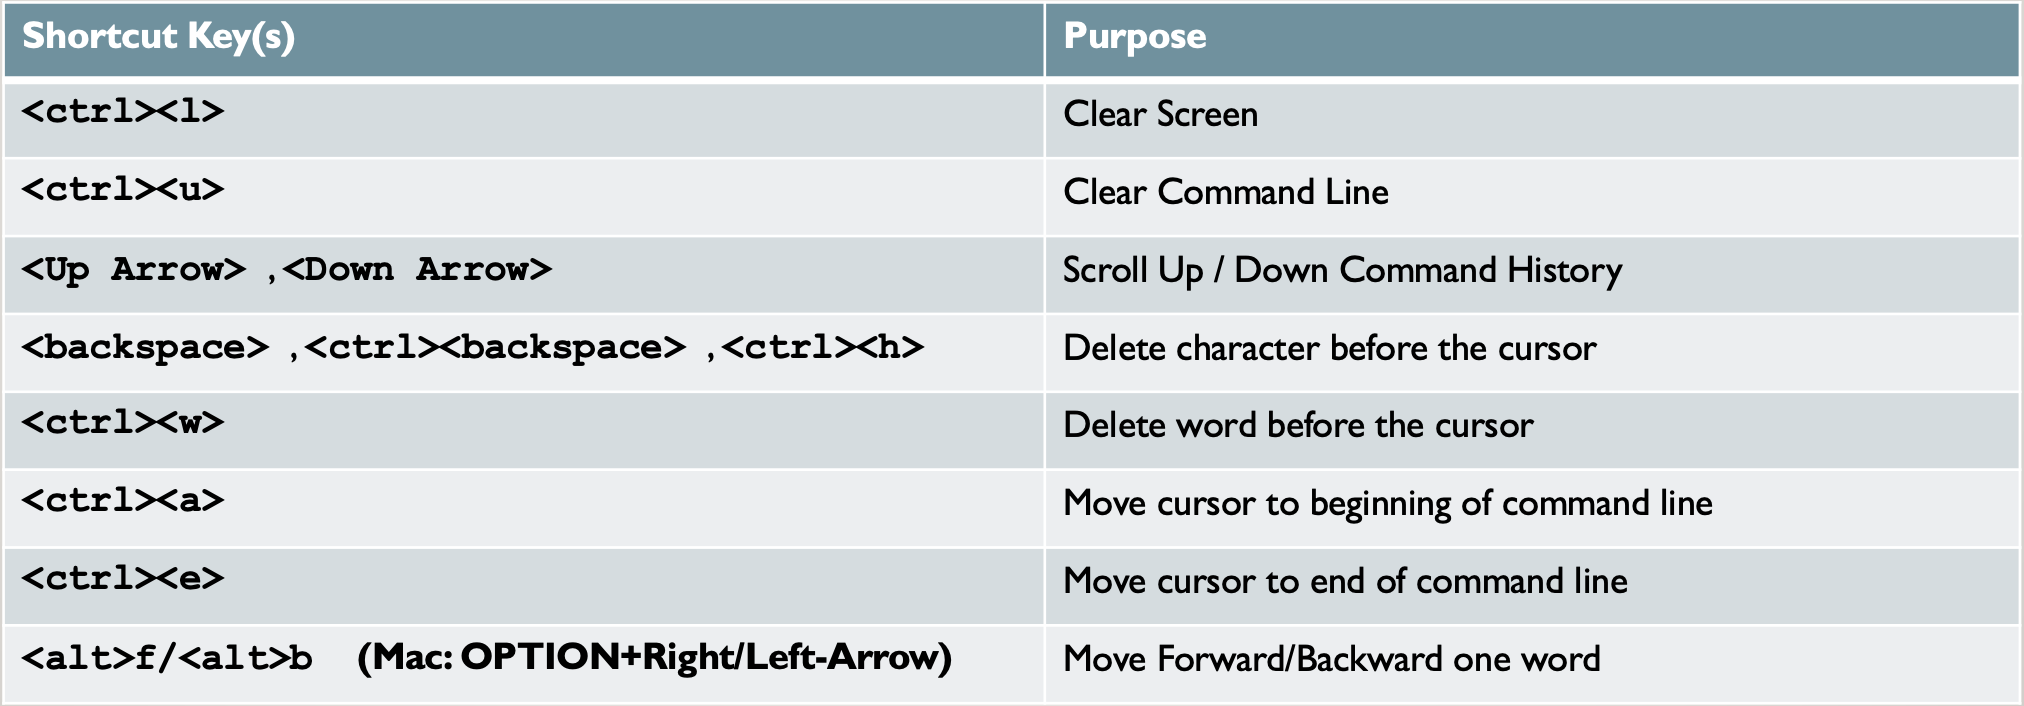 Shortcut Key(s) Purpose
<ctrl><l> Clear Screen
<ctrl><u> Clear Command Line
<Up Arrow> ,<Down Arrow> Scroll Up / Down Command History
<backspace> ,<ctrl><backspace> ,<ctrl><h> Delete character before the cursor
<ctrl><w> Delete word before the cursor
<ctrl><a> Move cursor to beginning of command line
<ctrl><e> Move cursor to end of command line
<alt>f/<alt>b (Mac: OPTION+Right/Left-Arrow) Move Forward/Backward one word